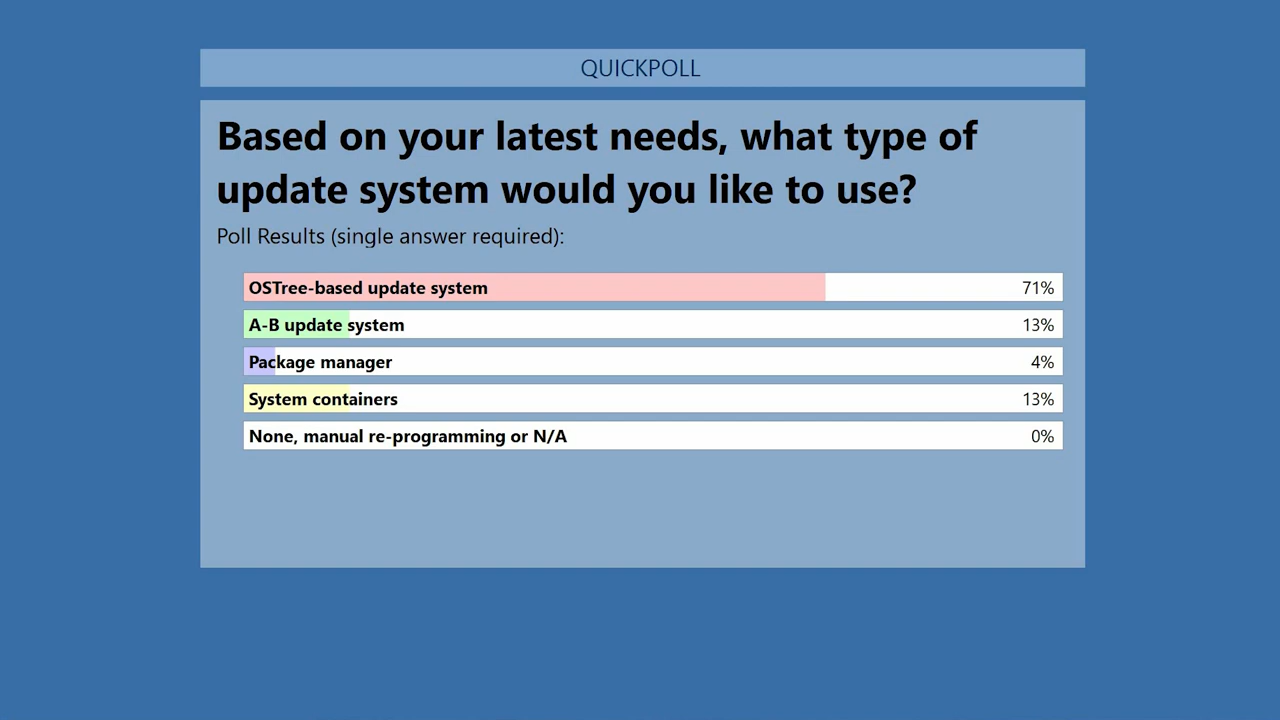 QUICKPOLL
Based on your latest needs, what type of
update system would you like to use?
Poll Results (single answer required):
OSTree-based update system 71%
A-B update system 13%
Package manager 4%
System containers 13%
None, manual re-programming or N/A 0%